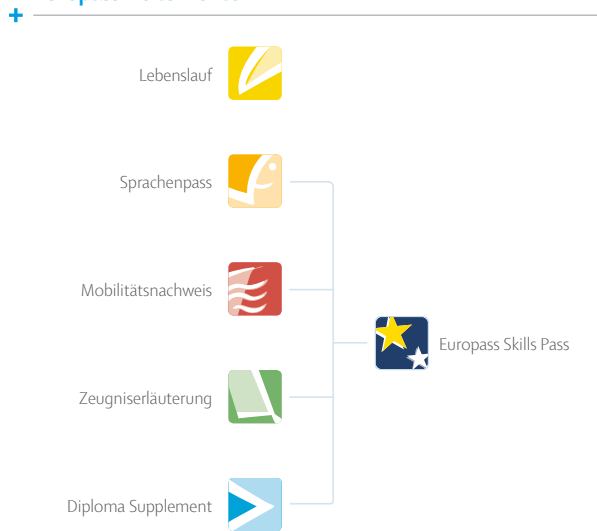 Lebenslauf
Sprachenpass
Mobilitätsnachweis
Europass Skills Pass
Zeugniserläuterung
Diploma Supplement